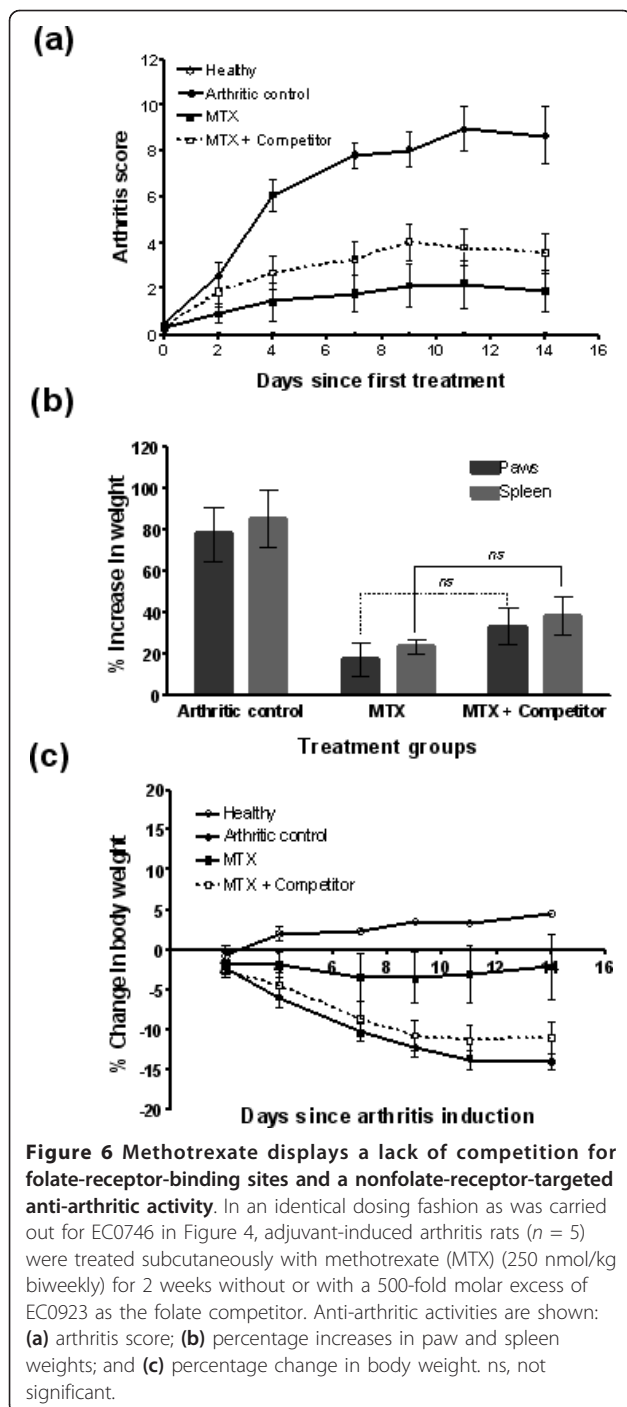 (a)
Healthy
Arthritic control
MTX
MTX + Competitor
Arthritis score
12
10
8
6
4
2
0
0 2 4 6 8 10 12 14 16
Days since first treatment
(b)
% Increase in weight
120
100
80
60
40
20
0
Paws
Spleen
ns
ns
Arthritic control MTX MTX + Competitor
Treatment groups
(c)
% Change in body weight
20
15
10
5
0
-5
-10
-15
-20
Healthy
Arthritic control
MTX
MTX + Competitor
6 8 10 12 14 16
Days since arthritis induction
Figure 6 Methotrexate displays a lack of competition for
folate-receptor-binding sites and a nonfolate-receptor-targeted
anti-arthritic activity. In an identical dosing fashion as was carried
out for EC0746 in Figure 4, adjuvant-induced arthritis rats (n = 5)
were treated subcutaneously with methotrexate (MTX) (250 nmol/kg
biweekly) for 2 weeks without or with a 500-fold molar excess of
EC0923 as the folate competitor. Anti-arthritic activities are shown:
(a) arthritis score; (b) percentage increases in paw and spleen
weights; and (c) percentage change in body weight. ns, not
significant.